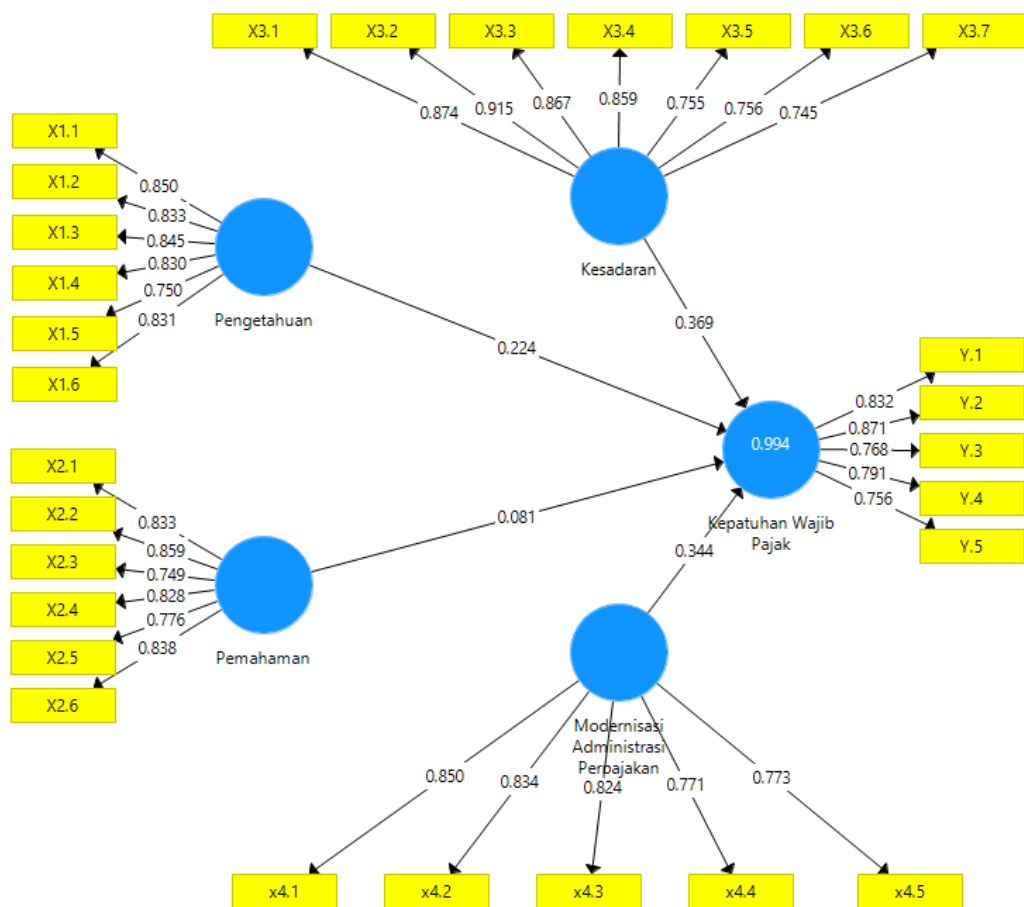 X3.1
X3.2
X3.3
X3.4
X3.5
X3.6
X3.7
0.874
0.915
0.867
0.859
0.755
0.756
0.745
Kesadaran
X1.1
X1.2
X1.3
X1.4
X1.5
X1.6
0.850
0.833
0.845
0.830
0.750
0.831
Pengetahuan
0.224
0.369
X2.1
X2.2
X2.3
X2.4
X2.5
X2.6
0.833
0.859
0.749
0.828
0.776
0.838
Pemahaman
0.081
0.344
0.994
Kepatuhan Wajib
Pajak
0.832
0.871
0.768
0.791
0.756
Y.1
Y.2
Y.3
Y.4
Y.5
Modernisasi
Administrasi
Perpajakan
0.850
0.834
0.824
0.771
0.773
x4.1
x4.2
x4.3
x4.4
x4.5